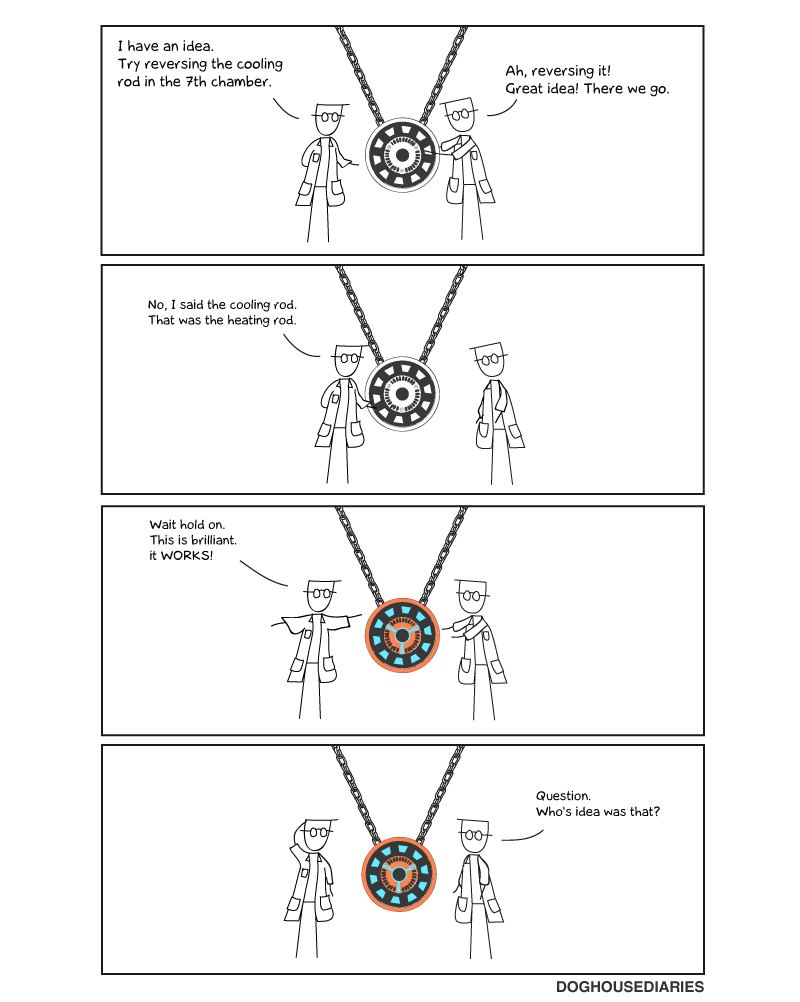 I have an idea.
Try reversing the cooling
rod in the 7th chamber.
Ah, reversing it!
Great idea! There we go.
No, I said the cooling rod.
That was the heating rod.
Wait hold on.
This is brilliant.
it WORKS!
Question.
Who's idea was that?
DOGHOUSEDIARIES